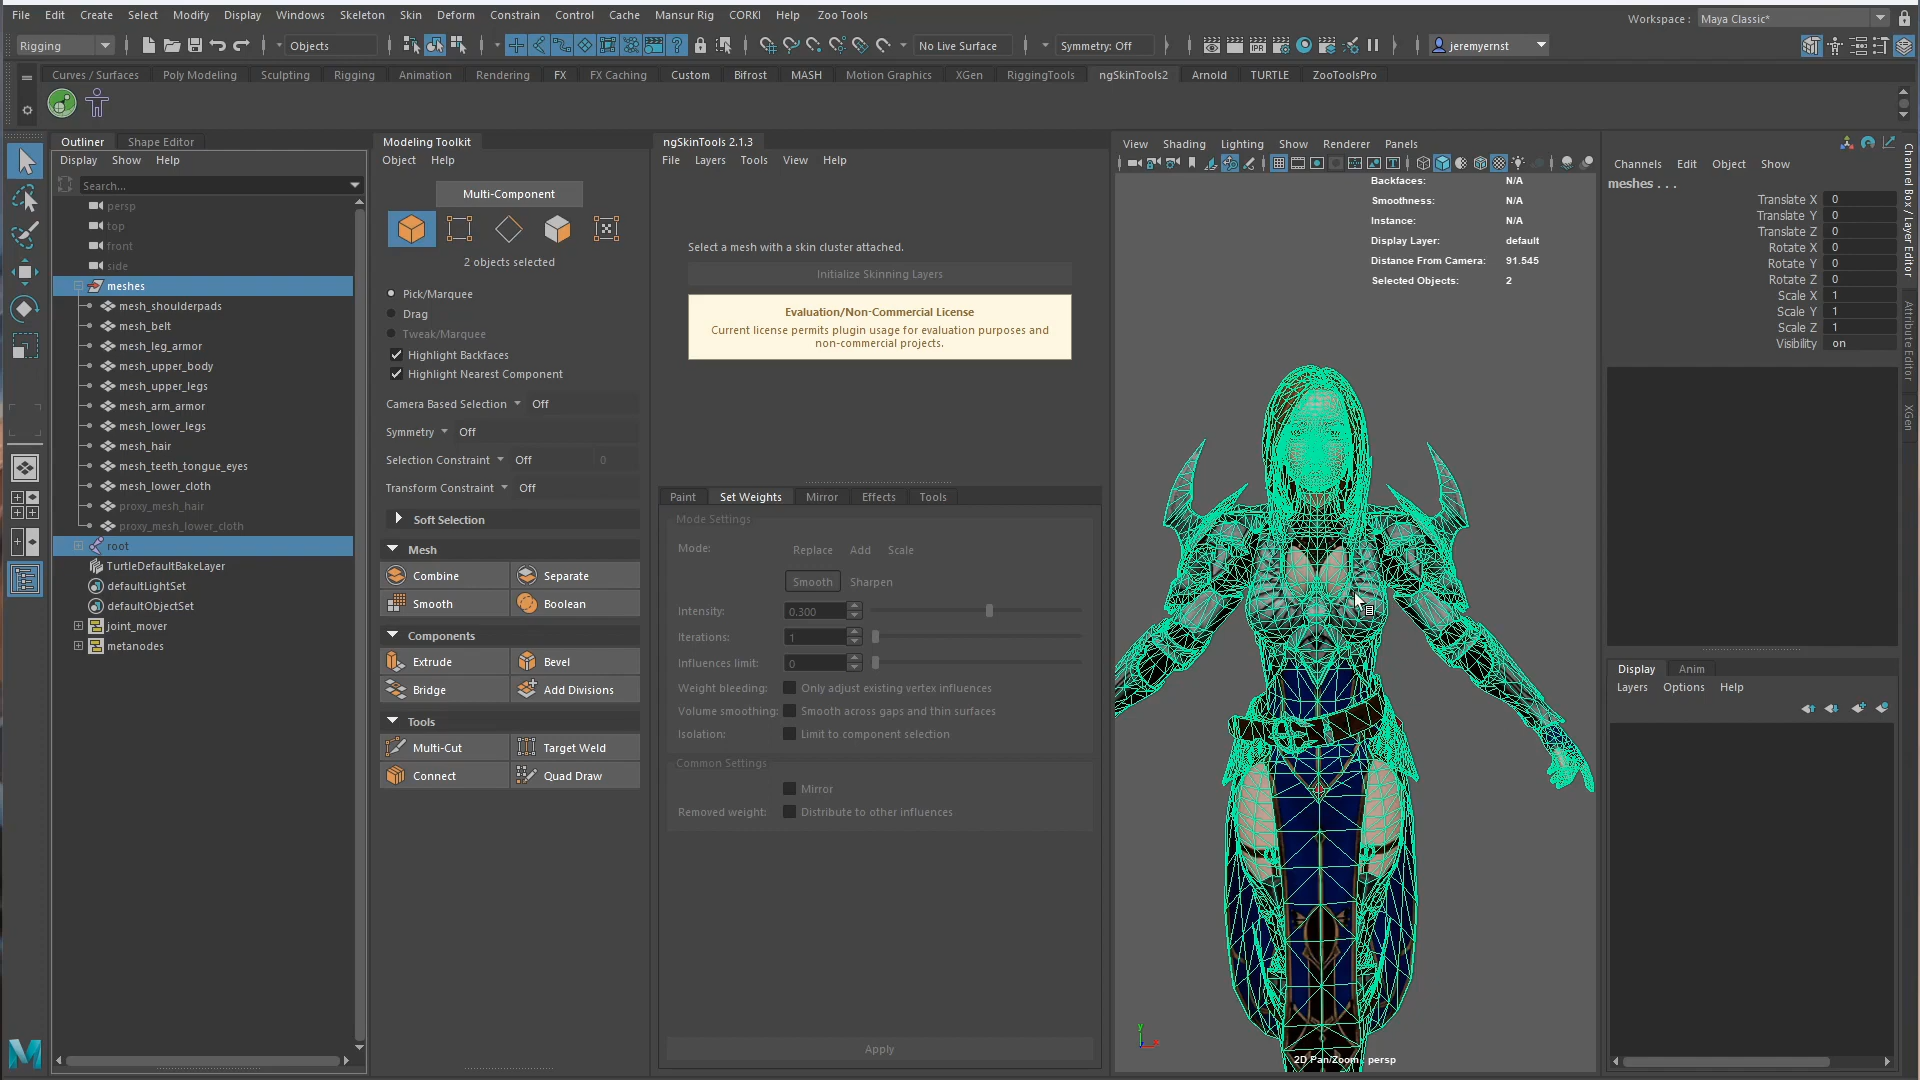 File Edit Create Select Modify Display Windows Skeleton Skin Deform Constrain Control Cache Mansur Rig CORKI Help Zoo Tools
Workspace : Maya Classic*
Rigging Objects No Live Surface Symmetry: Off IPR jeremyernst
Curves / Surfaces Poly Modeling Sculpting Rigging Animation Rendering FX FX Caching Custom Bifrost MASH Motion Graphics XGen RiggingTools ngSkinTools2 Arnold TURTLE ZooToolsPro
Outliner Shape Editor
Display Show Help
Search...
persp
top
front
side
meshes
mesh_shoulderpads
mesh_belt
mesh_leg_armor
mesh_upper_body
mesh_upper_legs
mesh_arm_armor
mesh_lower_legs
mesh_hair
mesh_teeth_tongue_eyes
mesh_lower_cloth
proxy_mesh_hair
proxy_mesh_lower_cloth
root
TurtleDefaultBakeLayer
defaultLightSet
defaultObjectSet
joint_mover
metanodes
Modeling Toolkit
Object Help
Multi-Component
2 objects selected
Pick/Marquee
Drag
Tweak/Marquee
Highlight Backfaces
Highlight Nearest Component
Camera Based Selection Off
Symmetry Off
Selection Constraint Off 0
Transform Constraint Off
Soft Selection
Mesh
Combine Separate
Smooth Boolean
Components
Extrude Bevel
Bridge Add Divisions
Tools
Multi-Cut Target Weld
Connect Quad Draw
ngSkinTools 2.1.3
File Layers Tools View Help
Select a mesh with a skin cluster attached.
Initialize Skinning Layers
Evaluation/Non-Commercial License
Current license permits plugin usage for evaluation purposes and
non-commercial projects.
Paint Set Weights Mirror Effects Tools
Mode Settings
Mode: Replace Add Scale
Smooth Sharpen
Intensity: 0.300
Iterations: 1
Influences limit: 0
Weight bleeding: Only adjust existing vertex influences
Volume smoothing: Smooth across gaps and thin surfaces
Isolation: Limit to component selection
Common Settings
Mirror
Removed weight: Distribute to other influences
Apply
View Shading Lighting Show Renderer Panels
Backfaces: N/A
Smoothness: N/A
Instance: N/A
Display Layer: default
Distance From Camera: 91.545
Selected Objects: 2
y
2D Pan/Zoom : persp
Channels Edit Object Show
meshes . . .
Translate X 0
Translate Y 0
Translate Z 0
Rotate X 0
Rotate Y 0
Rotate Z 0
Scale X 1
Scale Y 1
Scale Z 1
Visibility on
Display Anim
Layers Options Help
Channel Box / Layer Editor
Attribute Editor
XGen